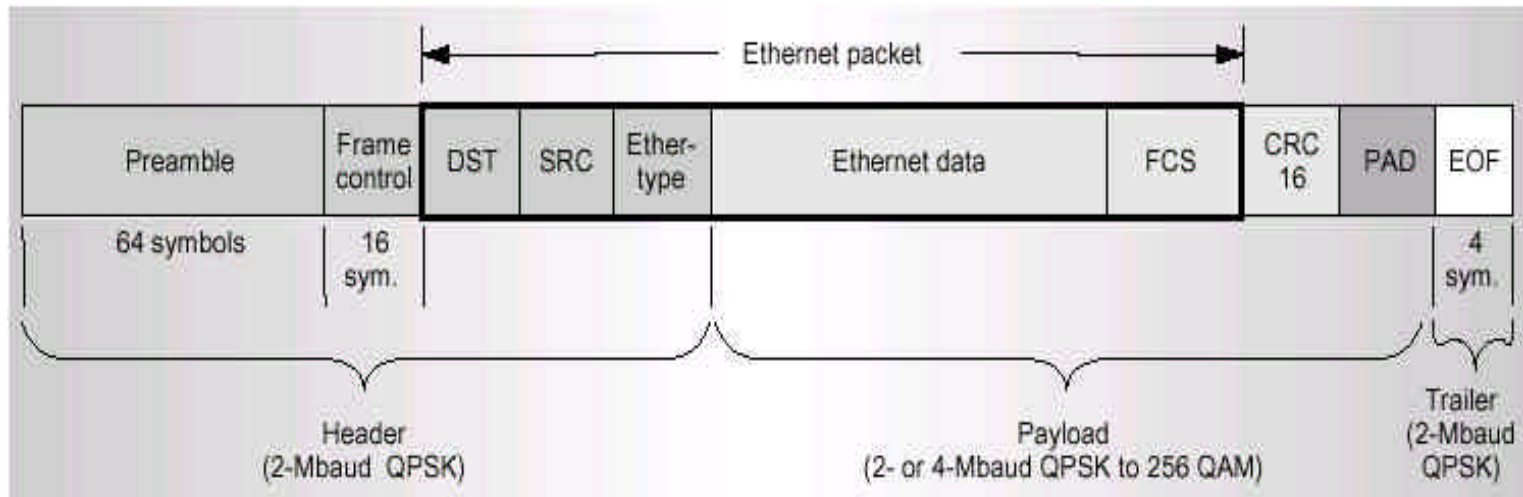 Ethernet packet
Preamble
Frame
control
DST
SRC
Ether-
type
Ethernet data
FCS
CRC
16
PAD
EOF
64 symbols
16
sym.
4
sym.
Header
(2-Mbaud QPSK)
Payload
(2- or 4-Mbaud QPSK to 256 QAM)
Trailer
(2-Mbaud
QPSK)